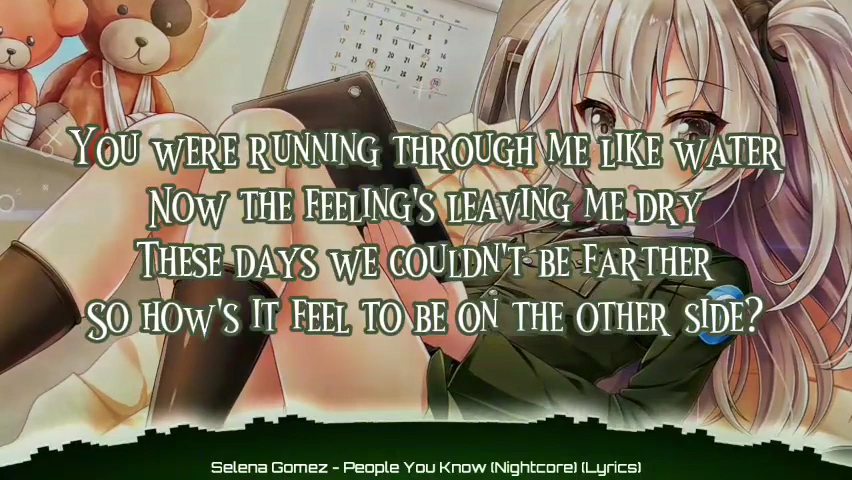 You were running through me like water
Now the feeling's leaving me dry
These days we couldn't be farther
So how's it feel to be on the other side?
Selena Gomez - People You Know (Nightcore) (Lyrics)